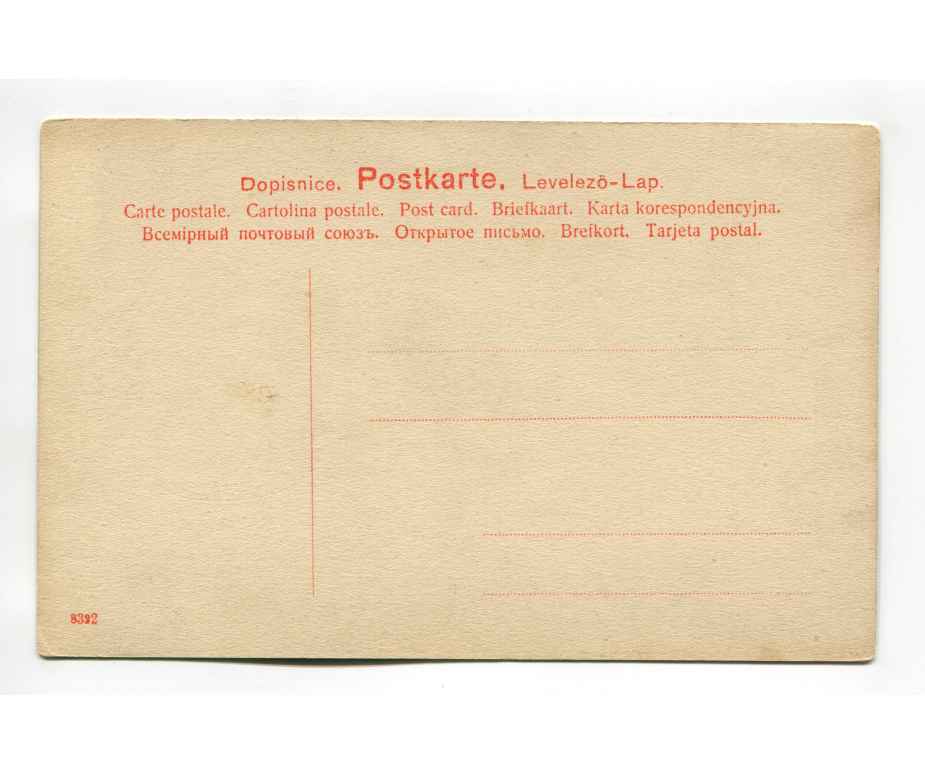 Dopisnice. Postkarte. Levelezõ-Lap.
Carte postale. Cartolina postale. Post card. Briefkaart. Karta korespondencyjna.
Всемірный почтовый союзъ. Открытое письмо. Brefkort. Tarjeta postal.
8392